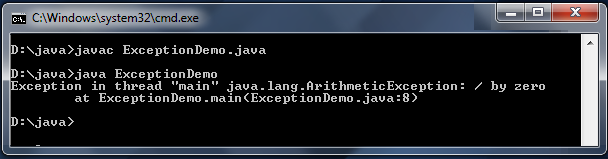 C:\Windows\system32\cmd.exe
D:\java>javac ExceptionDemo.java
D:\java>java ExceptionDemo
Exception in thread "main" java.lang.ArithmeticException: / by zero
at ExceptionDemo.main(ExceptionDemo.java:8)
D:\java>